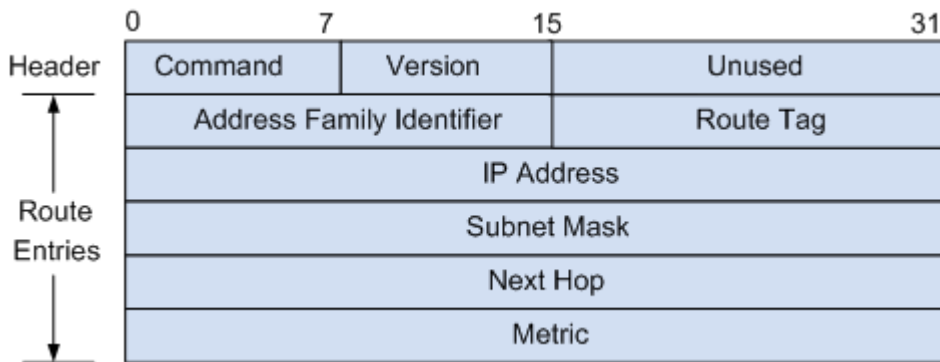 0 7 15 31
Header Command Version Unused
Address Family Identifier Route Tag
IP Address
Route Subnet Mask
Entries
Next Hop
Metric